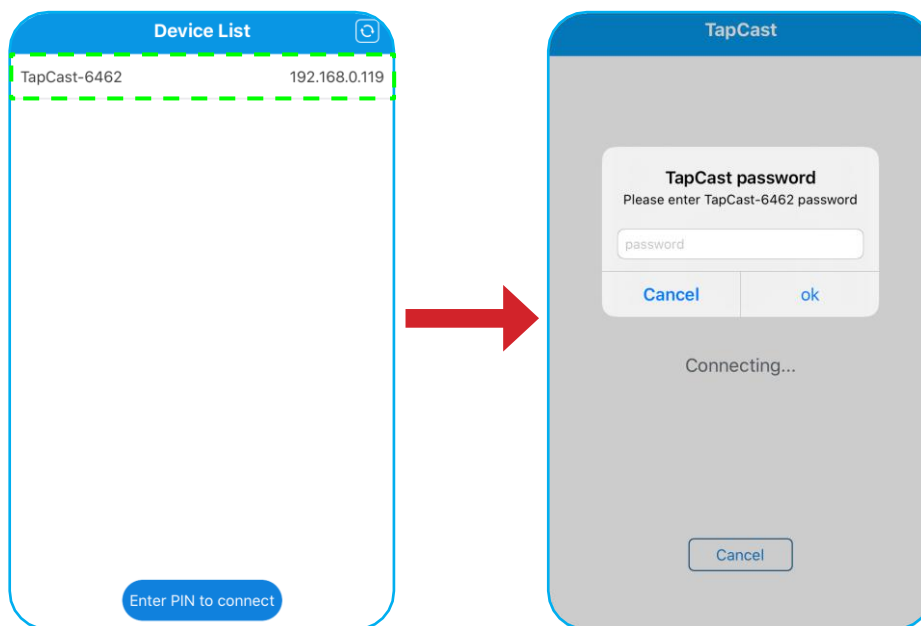 Device List
TapCast-6462 192.168.0.119
Enter PIN to connect
TapCast
TapCast password
Please enter TapCast-6462 password
password
Cancel ok
Connecting...
Cancel